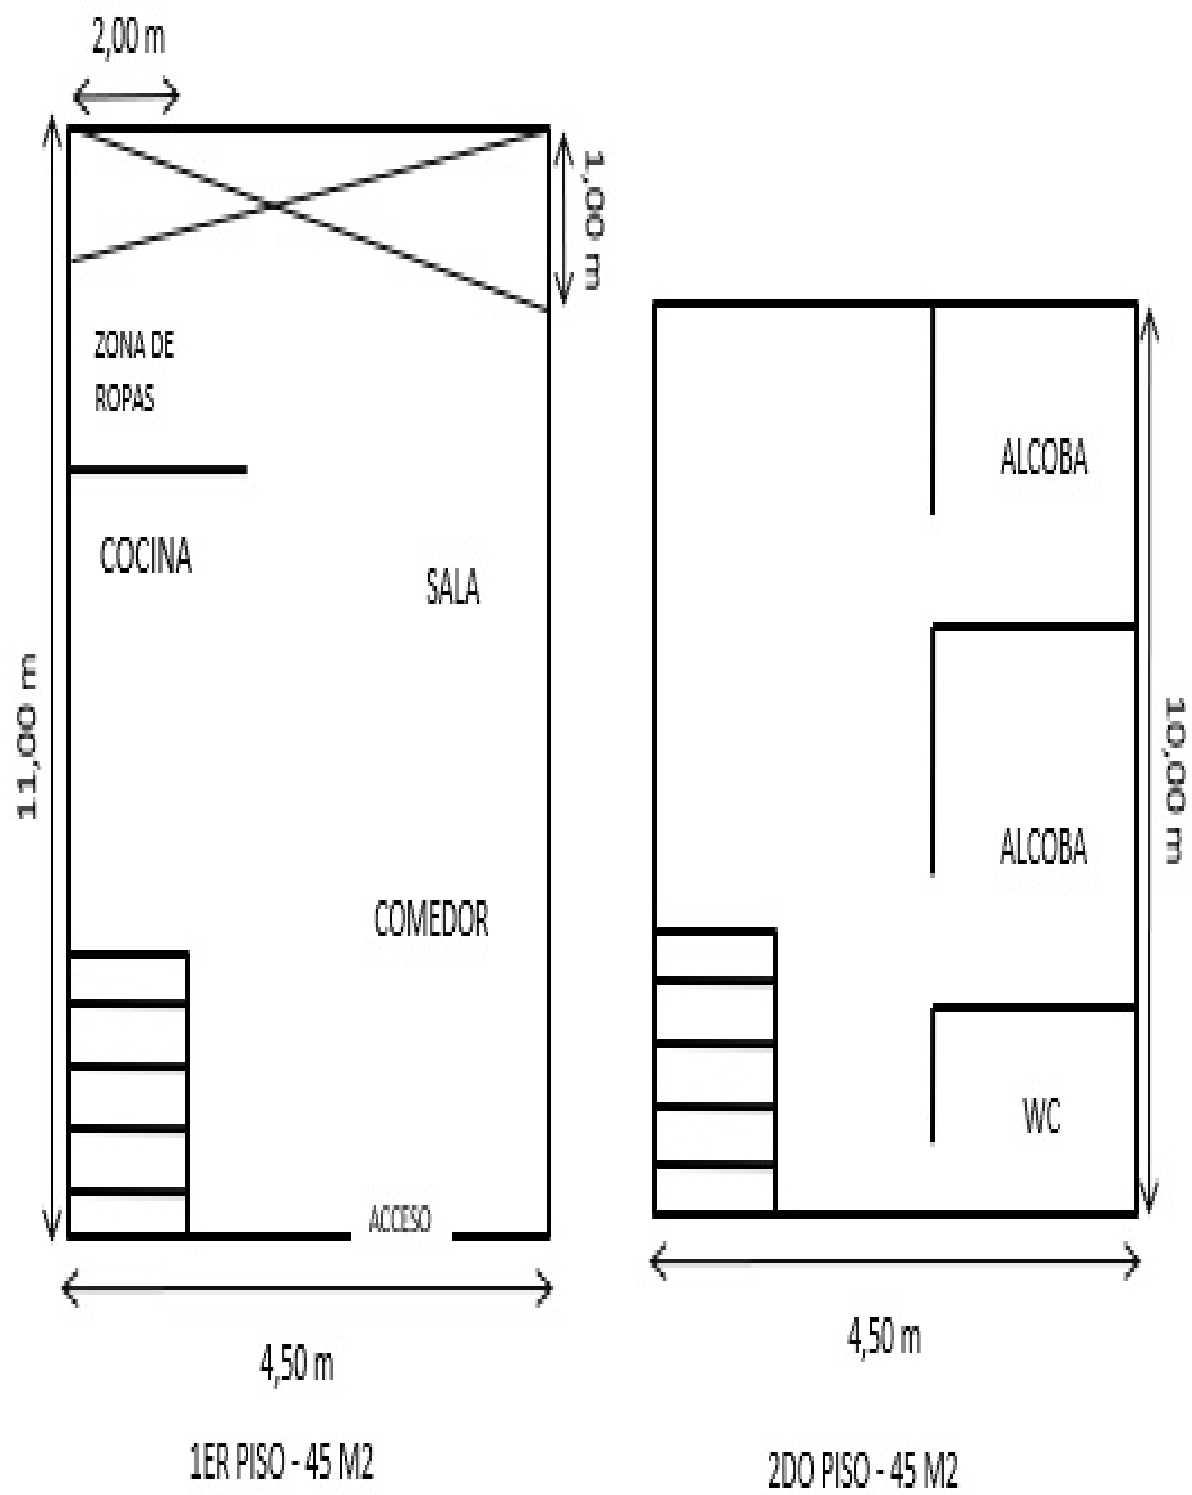 2,00 m
1,00 m
ZONA DE
ROPAS
COCINA
SALA
11,00 m
COMEDOR
ACCESO
4,50 m
1ER PISO - 45 M2
ALCOBA
10,00 m
ALCOBA
WC
4,50 m
2DO PISO - 45 M2